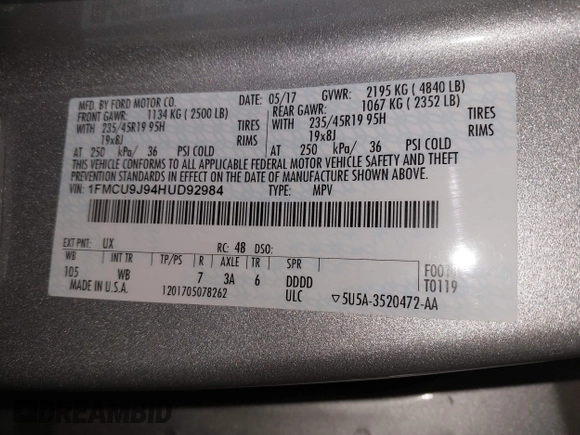 MFD. BY FORD MOTOR CO. DATE: 05/17 GVWR: 2195 KG ( 4840 LB)
FRONT GAWR: 1134 KG ( 2500 LB) REAR GAWR: 1067 KG ( 2352 LB)
WITH 235/45R19 95H TIRES WITH 235/45R19 95H TIRES
19x8J RIMS 19x8J RIMS
AT 250 kPa/ 36 PSI COLD AT 250 kPa/ 36 PSI COLD
THIS VEHICLE CONFORMS TO ALL APPLICABLE FEDERAL MOTOR VEHICLE SAFETY AND THEFT
PREVENTION STANDARDS IN EFFECT ON THE DATE OF MANUFACTURE SHOWN ABOVE.
VIN: 1FMCU9J94HUD92984 TYPE: MPV
EXT PNT: UX RC: 48 DSO:
WB INT TR TP/PS R AXLE TR SPR
105 WB 7 3A 6 DDDD
MADE IN U.S.A. 1201705078262 ULC ▽5U5A-3520472-AA
T0119
DREAMBID